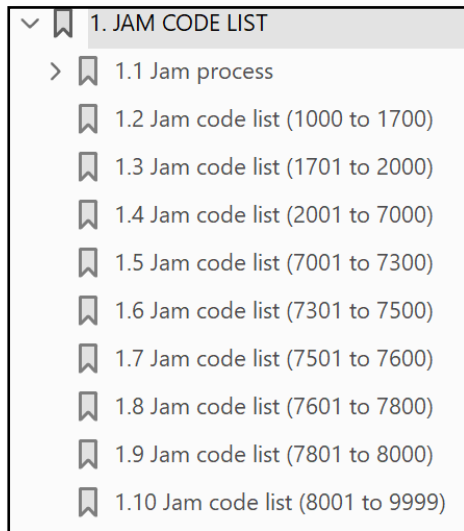 1. JAM CODE LIST
1.1 Jam process
1.2 Jam code list (1000 to 1700)
1.3 Jam code list (1701 to 2000)
1.4 Jam code list (2001 to 7000)
1.5 Jam code list (7001 to 7300)
1.6 Jam code list (7301 to 7500)
1.7 Jam code list (7501 to 7600)
1.8 Jam code list (7601 to 7800)
1.9 Jam code list (7801 to 8000)
1.10 Jam code list (8001 to 9999)